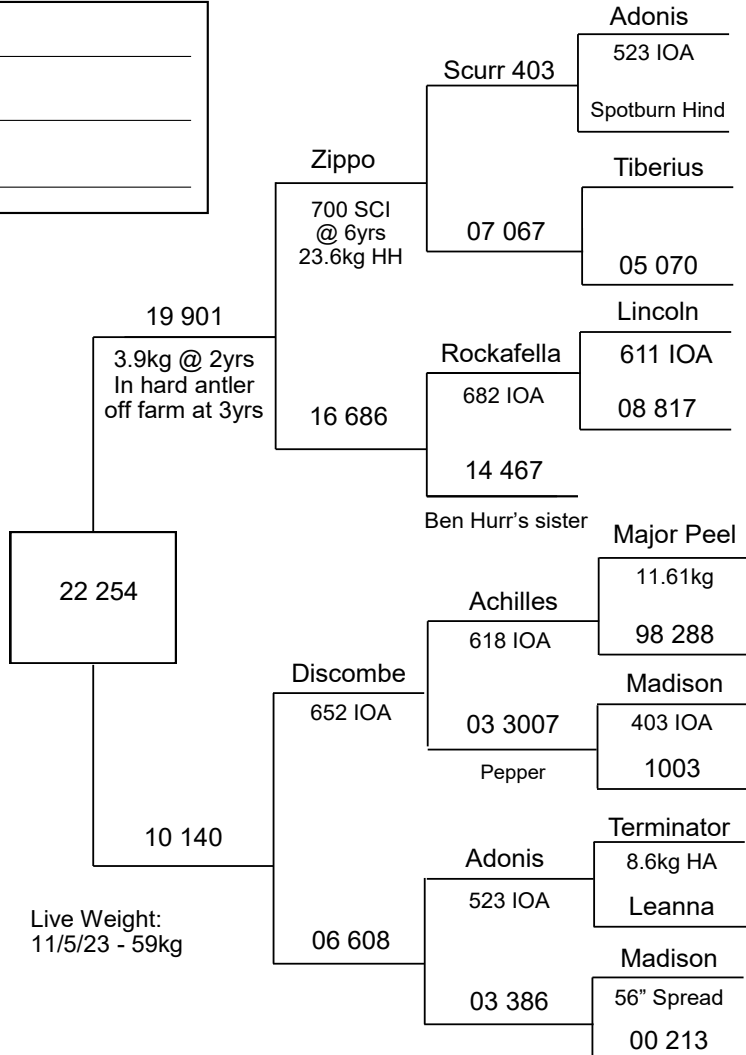 Adonis
523 IOA
Scurr 403
Spotburn Hind
Zippo
Tiberius
700 SCI
@ 6yrs
23.6kg HH
07 067
05 070
19 901
Lincoln
3.9kg @ 2yrs
In hard antler
off farm at 3yrs
Rockafella
611 IOA
682 IOA
16 686
08 817
14 467
Ben Hurr's sister
Major Peel
22 254
11.61kg
Achilles
618 IOA
98 288
Discombe
652 IOA
Madison
03 3007
403 IOA
Pepper
1003
10 140
Terminator
Adonis
8.6kg HA
523 IOA
Leanna
Live Weight:
11/5/23 - 59kg
06 608
Madison
03 386
56” Spread
00 213